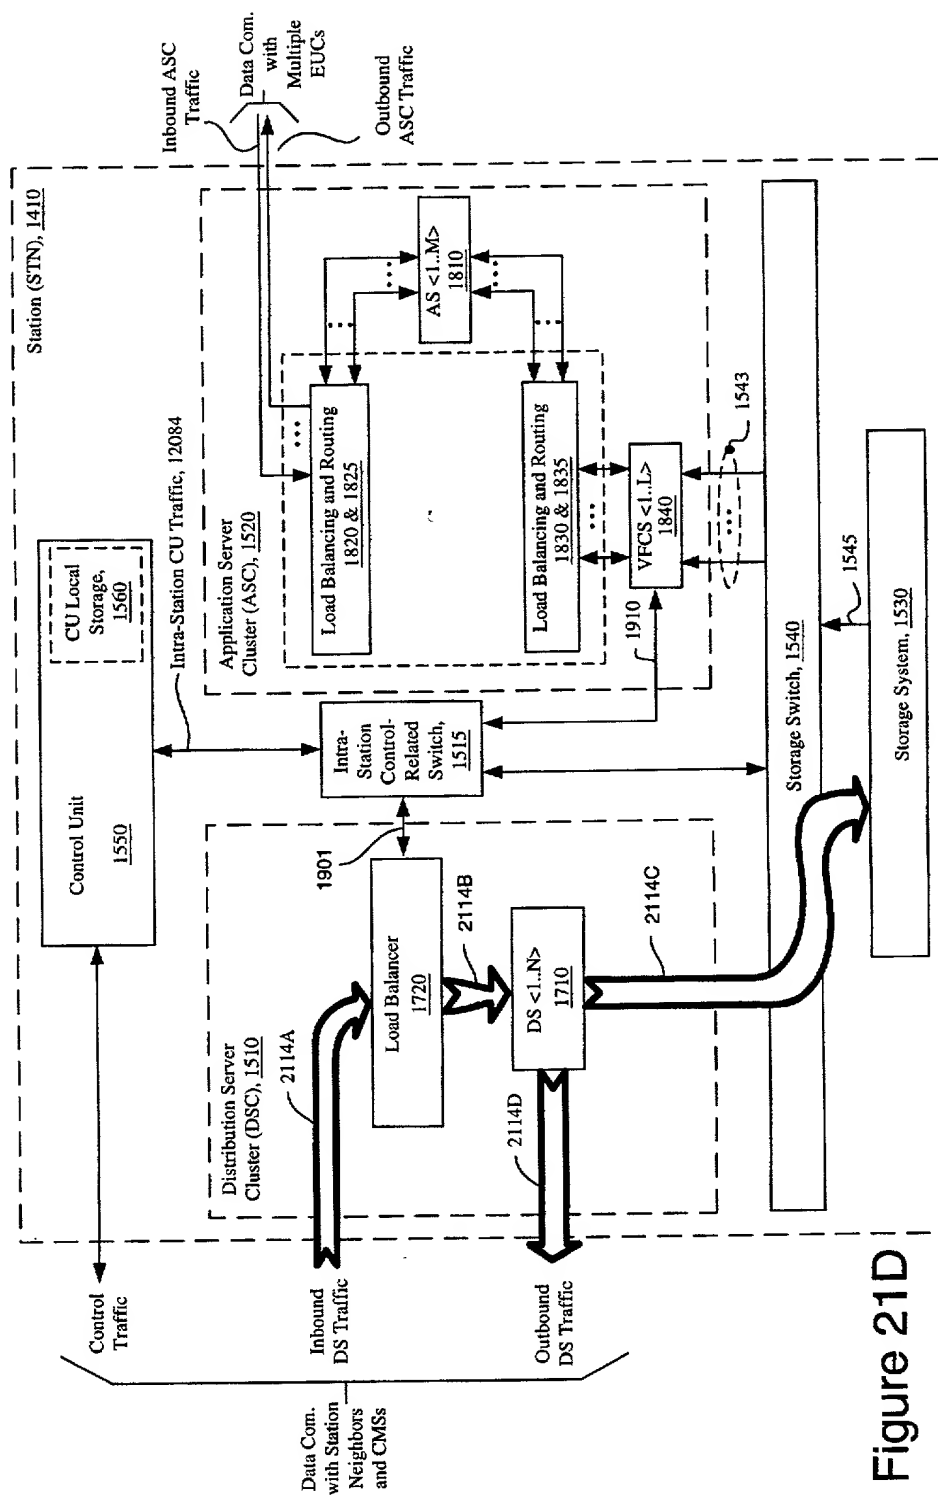 Station (STN), 1410
Control Unit
1550
CU Local
Storage,
1560
Control
Traffic
Intra-Station CU Traffic, 12084
Data Com.
with Station
Neighbors
and CMSs
Inbound
DS Traffic
Outbound
DS Traffic
Distribution Server
Cluster (DSC), 1510
2114A
Load Balancer
1720
1901
2114B
DS <1..N>
1710
2114C
2114D
Intra-
Station
Control-
Related
Switch,
1515
Application Server
Cluster (ASC), 1520
Load Balancing and Routing
1820 & 1825
AS <1..M>
1810
Load Balancing and Routing
1830 & 1835
VFCS <1..L>
1840
1910
1543
Inbound ASC
Traffic
Data Com.
with
Multiple
EUCs
Outbound
ASC Traffic
Storage Switch, 1540
1545
Storage System, 1530
Figure 21D